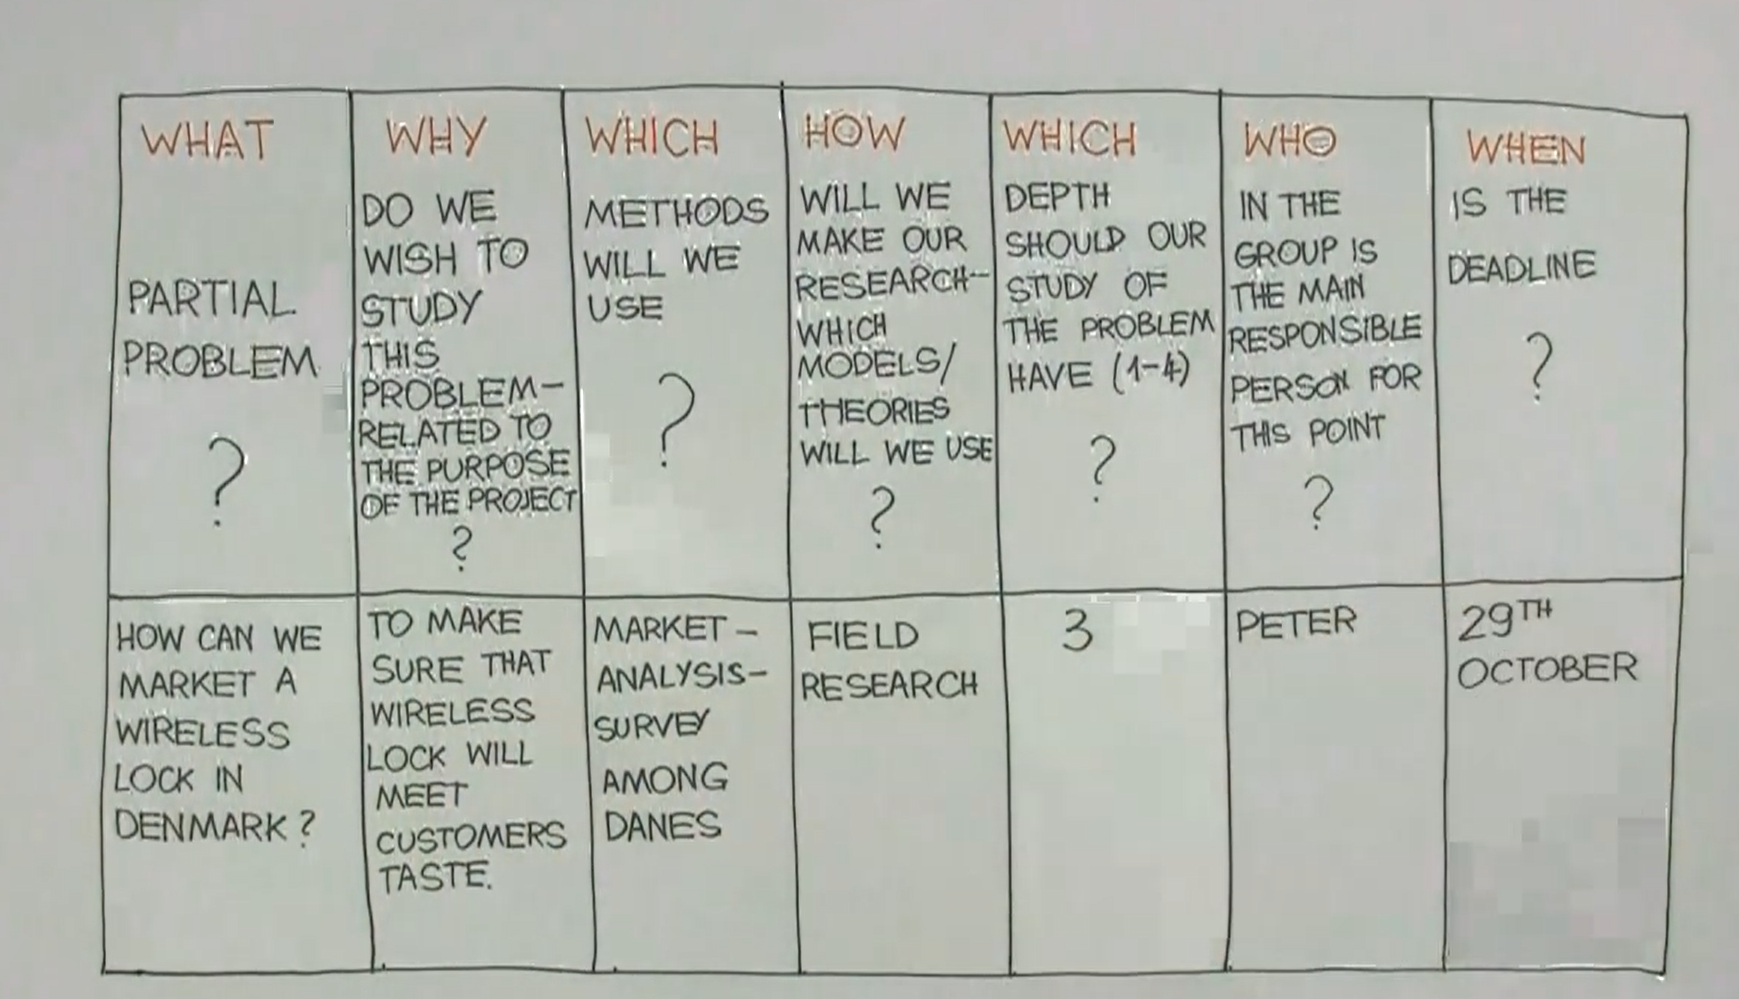 WHAT
PARTIAL
PROBLEM
?
WHY
DO WE
WISH TO
STUDY
THIS
PROBLEM-
RELATED TO
THE PURPOSE
OF THE PROJECT
?
WHICH
METHODS
WILL WE
USE
?
HOW
WILL WE
MAKE OUR
RESEARCH-
WHICH
MODELS/
THEORIES
WILL WE USE
?
WHICH
DEPTH
SHOULD OUR
STUDY OF
THE PROBLEM
HAVE (1-4)
?
WHO
IN THE
GROUP IS
THE MAIN
RESPONSIBLE
PERSON FOR
THIS POINT
?
WHEN
IS THE
DEADLINE
?
HOW CAN WE
MARKET A
WIRELESS
LOCK IN
DENMARK?
TO MAKE
SURE THAT
WIRELESS
LOCK WILL
MEET
CUSTOMERS
TASTE.
MARKET-
ANALYSIS-
SURVEY
AMONG
DANES
FIELD
RESEARCH
3
PETER
29TH
OCTOBER